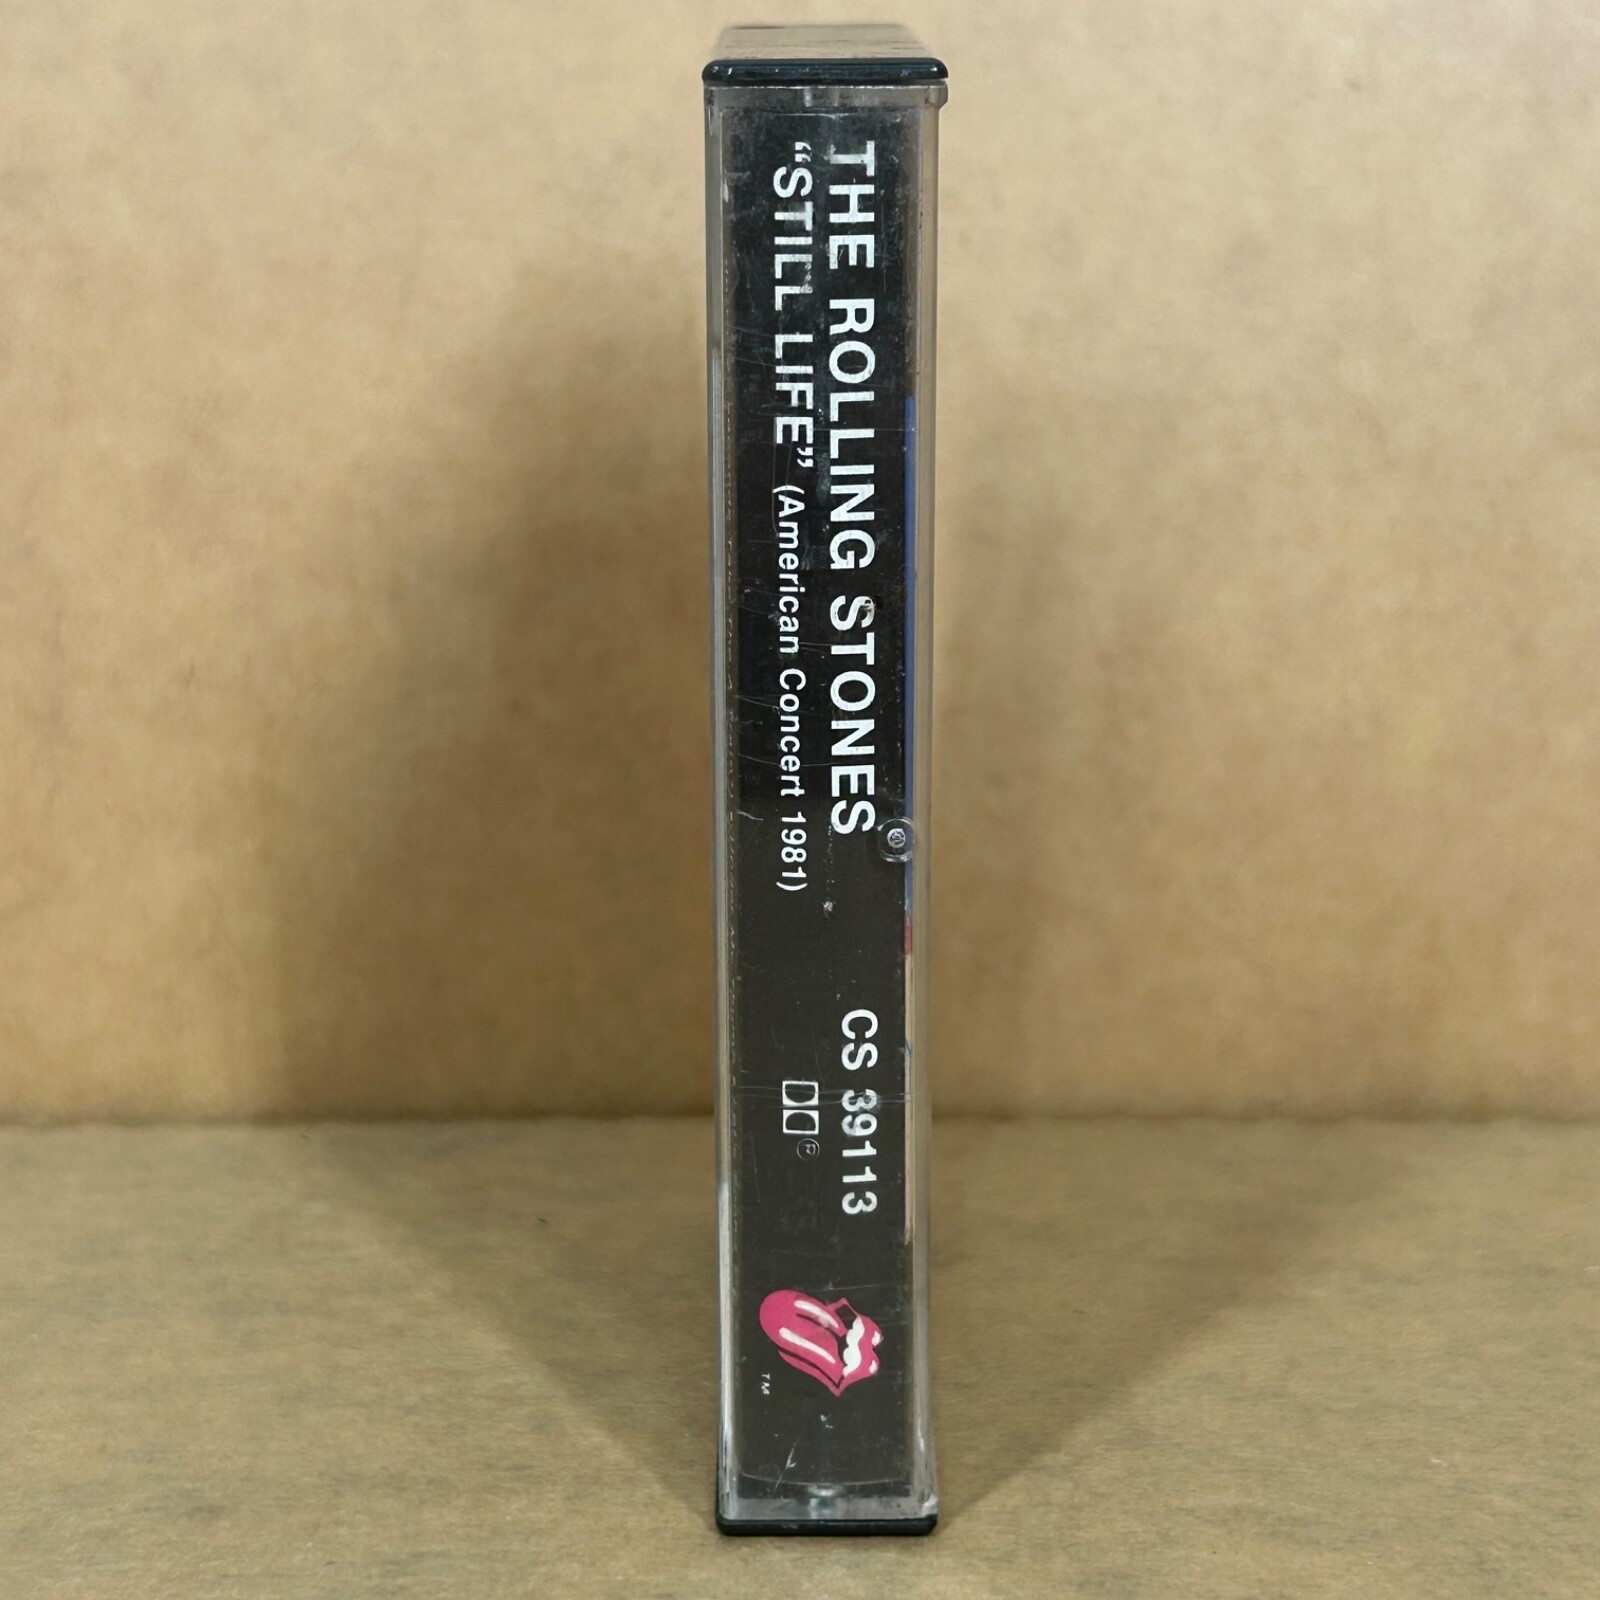 THE ROLLING STONES
“STILL LIFE” (American Concert 1981)
CS 39113
®
TM